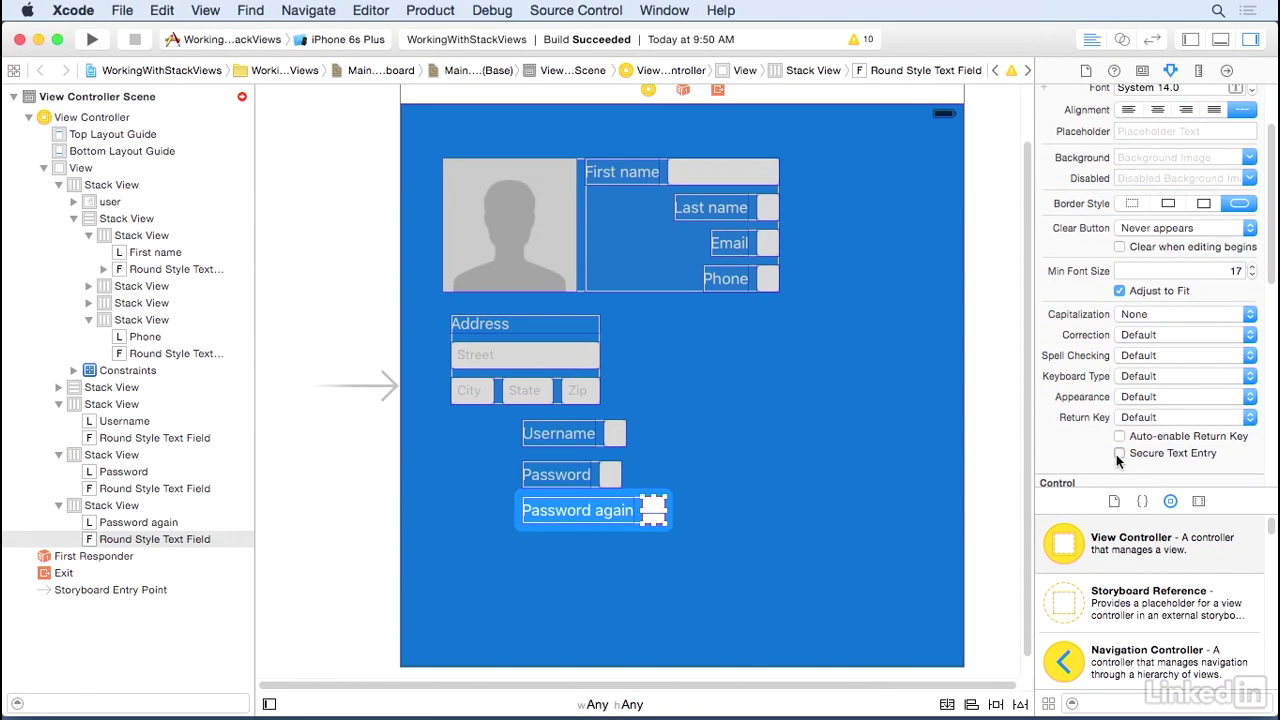 Xcode File Edit View Find Navigate Editor Product Debug Source Control Window Help
Working...ackViews iPhone 6s Plus WorkingWithStackViews Build Succeeded Today at 9:50 AM 10
WorkingWithStackViews Worki...Views Main....board Main....(Base) View...Scene View...ntroller View Stack View F Round Style Text Field
View Controller Scene
View Controller
Top Layout Guide
Bottom Layout Guide
View
Stack View
user
Stack View
Stack View
L First name
F Round Style Text...
Stack View
Stack View
Stack View
L Phone
F Round Style Text...
Constraints
Stack View
Stack View
L Username
F Round Style Text Field
Stack View
L Password
F Round Style Text Field
Stack View
L Password again
F Round Style Text Field
First Responder
Exit
Storyboard Entry Point
First name
Last name
Email
Phone
Address
Street
City State Zip
Username
Password
Password again
wAny hAny
Font System 14.0
Alignment
Placeholder Placeholder Text
Background Background Image
Disabled Disabled Background Im
Border Style
Clear Button Never appears
Clear when editing begins
Min Font Size 17
Adjust to Fit
Capitalization None
Correction Default
Spell Checking Default
Keyboard Type Default
Appearance Default
Return Key Default
Auto-enable Return Key
Secure Text Entry
Control
View Controller - A controller
that manages a view.
Storyboard Reference -
Provides a placeholder for a view
controller in an external storybo...
Navigation Controller - A
controller that manages navigation
through a hierarchy of views.
LinkedIn